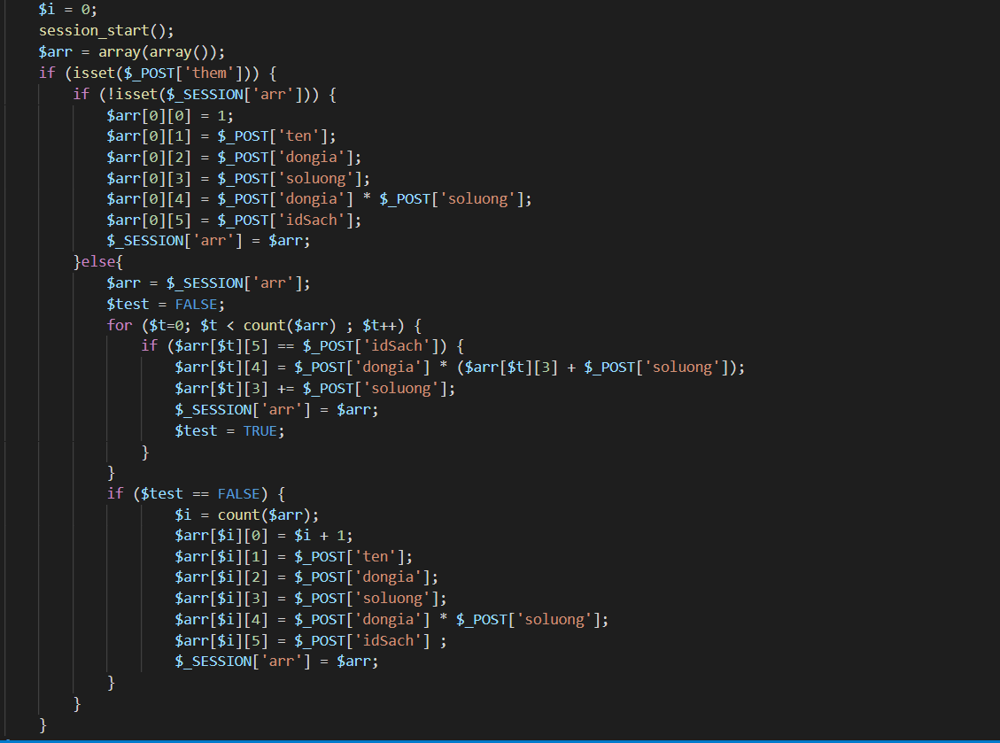 $i = 0;
session_start();
$arr = array(array());
if (isset($_POST['them'])) {
if (!isset($_SESSION['arr'])) {
$arr[0][0] = 1;
$arr[0][1] = $_POST['ten'];
$arr[0][2] = $_POST['dongia'];
$arr[0][3] = $_POST['soluong'];
$arr[0][4] = $_POST['dongia'] * $_POST['soluong'];
$arr[0][5] = $_POST['idSach'];
$_SESSION['arr'] = $arr;
}else{
$arr = $_SESSION['arr'];
$test = FALSE;
for ($t=0; $t < count($arr) ; $t++) {
if ($arr[$t][5] == $_POST['idSach']) {
$arr[$t][4] = $_POST['dongia'] * ($arr[$t][3] + $_POST['soluong']);
$arr[$t][3] += $_POST['soluong'];
$_SESSION['arr'] = $arr;
$test = TRUE;
}
}
if ($test == FALSE) {
$i = count($arr);
$arr[$i][0] = $i + 1;
$arr[$i][1] = $_POST['ten'];
$arr[$i][2] = $_POST['dongia'];
$arr[$i][3] = $_POST['soluong'];
$arr[$i][4] = $_POST['dongia'] * $_POST['soluong'];
$arr[$i][5] = $_POST['idSach'] ;
$_SESSION['arr'] = $arr;
}
}
}